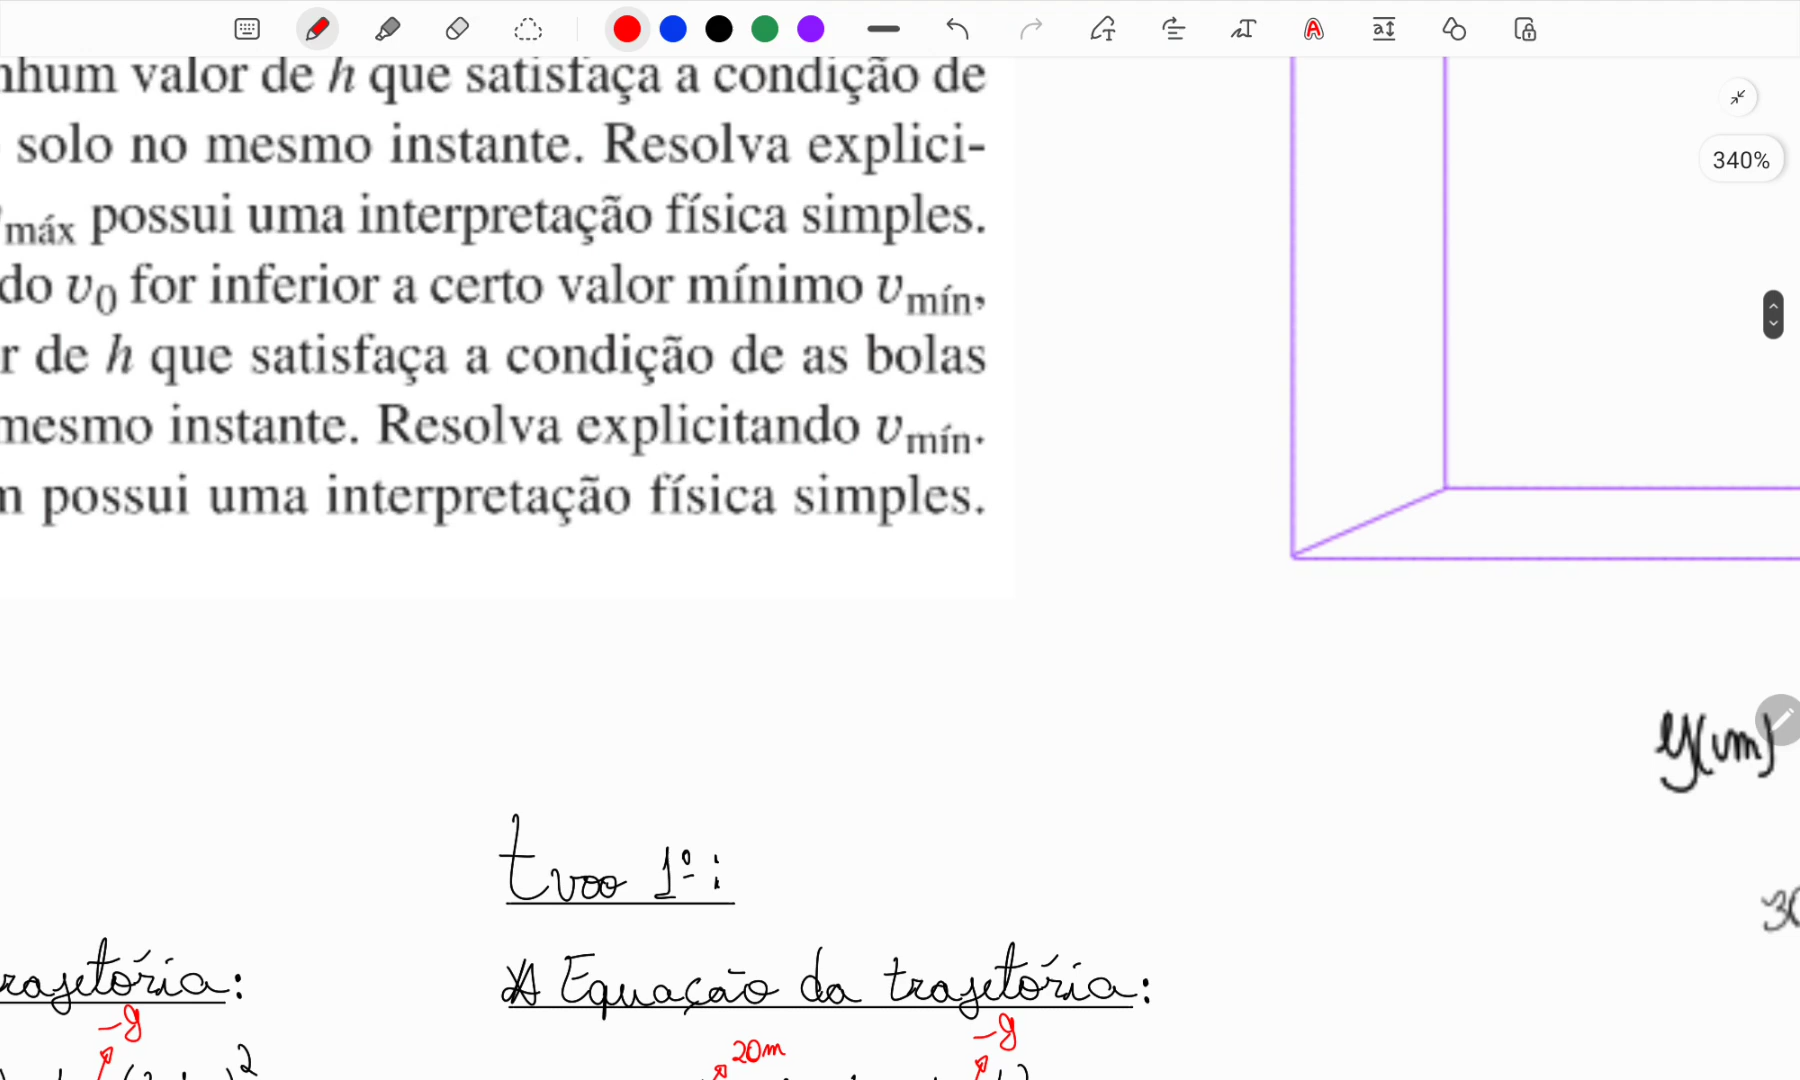 340%
nhum valor de h que satisfaça a condição de
solo no mesmo instante. Resolva explici-
máx possui uma interpretação física simples.
do v0 for inferior a certo valor mínimo vmín,
r de h que satisfaça a condição de as bolas
mesmo instante. Resolva explicitando vmín.
m possui uma interpretação física simples.
y(m)
tvoo 1º:
30
rajetória:
Equação da trajetória:
-g
-g
20m
2